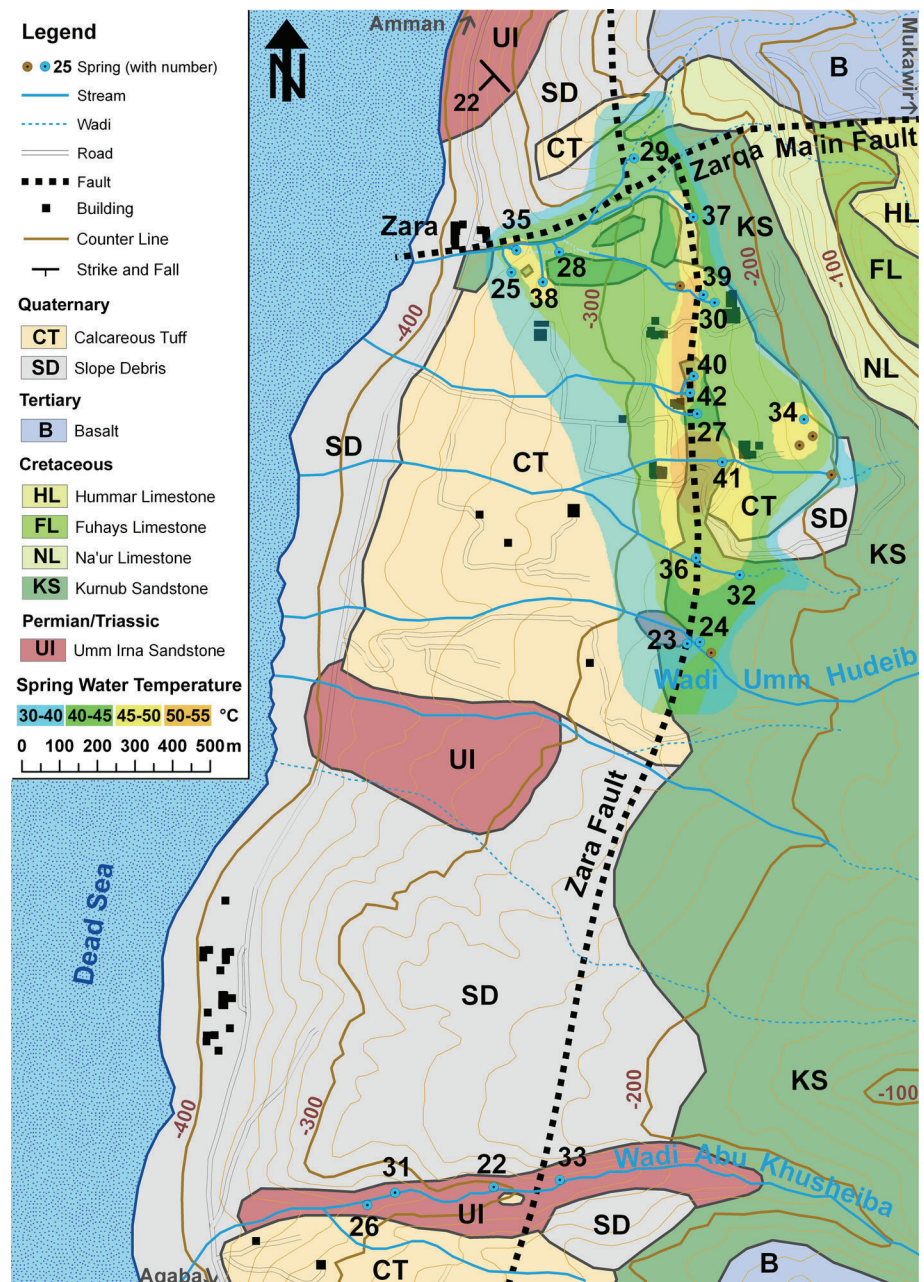 Legend
25 Spring (with number)
Stream
Wadi
Road
Fault
Building
Counter Line
Strike and Fall
Quaternary
CT Calcareous Tuff
SD Slope Debris
Tertiary
B Basalt
Cretaceous
HL Hummar Limestone
FL Fuhays Limestone
NL Na'ur Limestone
KS Kurnub Sandstone
Permian/Triassic
UI Umm Irna Sandstone
Spring Water Temperature
30-40 40-45 45-50 50-55 °C
0 100 200 300 400 500 m
N
Amman
UI
22
SD
CT
B
Mukawir
29
Zarqa Ma'in Fault
Zara
35
37
KS
HL
-200
-100
FL
28
25
38
-300
39
30
-400
NL
40
42
27
34
SD
CT
41
CT
SD
KS
36
32
23
24
Wadi Umm Hudeib
UI
Zara Fault
Dead Sea
SD
KS
-100
-200
-300
-400
31
22
33
Wadi Abu Khusheiba
26
UI
SD
CT
B
Aqaba